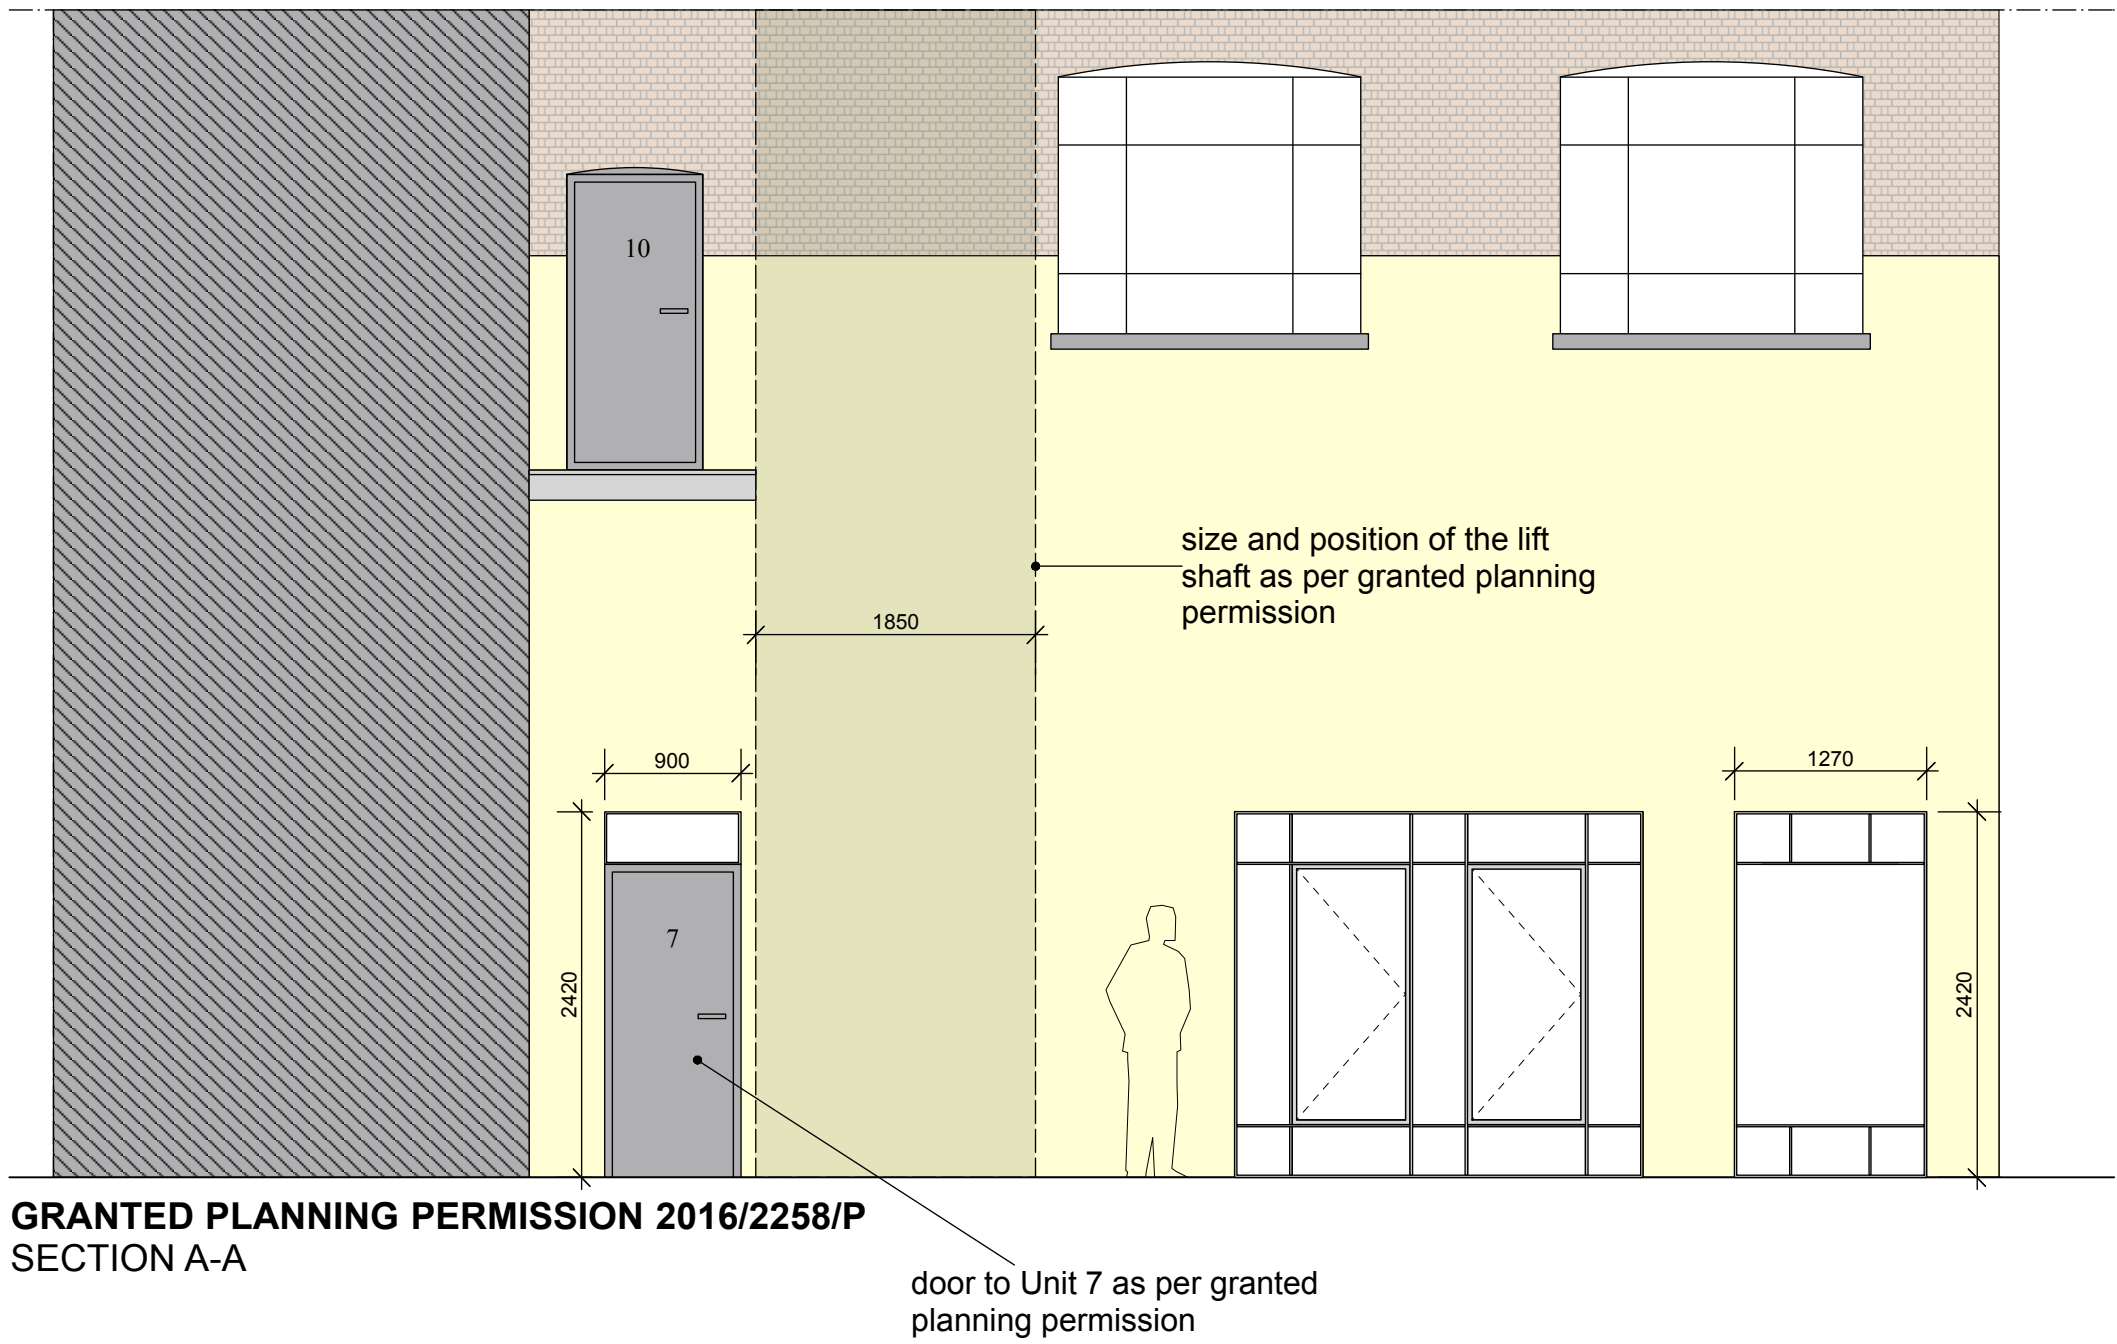 10
size and position of the lift
shaft as per granted planning
permission
1850
900
1270
7
2420
2420
GRANTED PLANNING PERMISSION 2016/2258/P
SECTION A-A
door to Unit 7 as per granted
planning permission